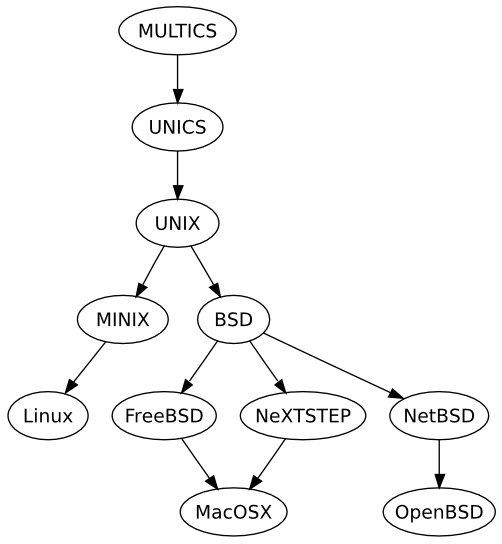 MULTICS
UNICS
UNIX
MINIX
BSD
Linux
FreeBSD
NeXTSTEP
NetBSD
MacOSX
OpenBSD